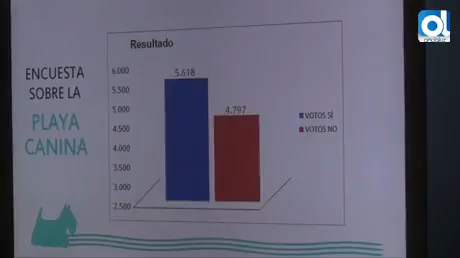 Resultado
ENCUESTA
SOBRE LA
PLAYA
CANINA
6.000
5.500
5.000
4.500
4.000
3.500
3.000
2.500
5.618
4.797
VOTOS SÍ
VOTOS NO